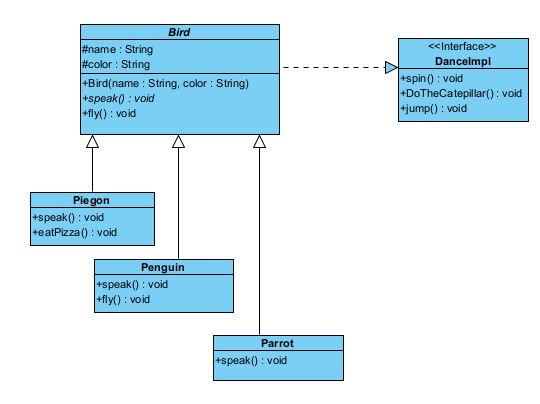 Bird
#name : String
#color : String
+Bird(name : String, color : String)
+speak() : void
+fly() : void
<<Interface>>
DanceImpl
+spin() : void
+DoTheCatepillar() : void
+jump() : void
Piegon
+speak() : void
+eatPizza() : void
Penguin
+speak() : void
+fly() : void
Parrot
+speak() : void